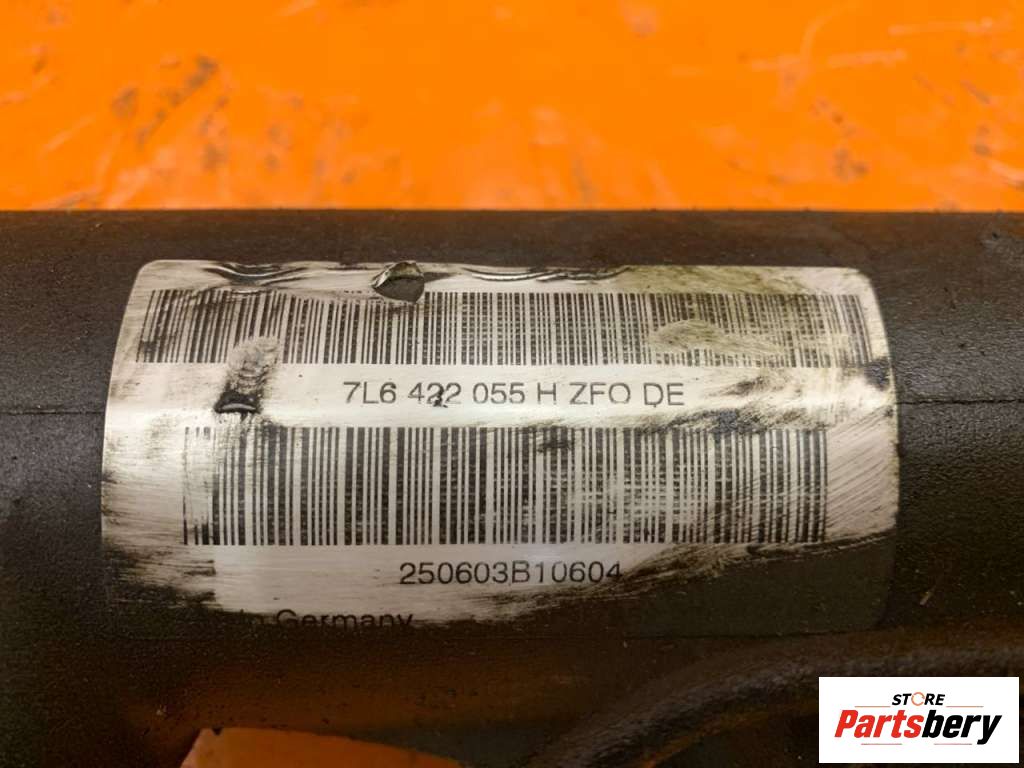 7L6 422 055 H ZFO DE
250603B10604
Germany
STORE
Partsbery